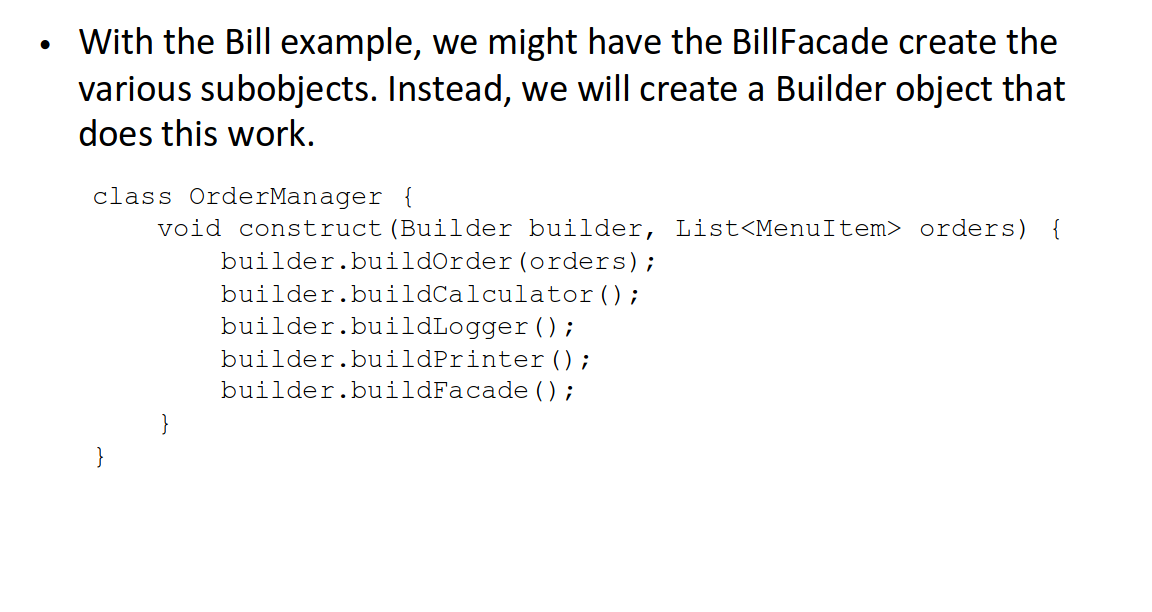 • With the Bill example, we might have the BillFacade create the
various subobjects. Instead, we will create a Builder object that
does this work.
class OrderManager {
    void construct(Builder builder, List<MenuItem> orders) {
        builder.buildOrder(orders);
        builder.buildCalculator();
        builder.buildLogger();
        builder.buildPrinter();
        builder.buildFacade();
    }
}